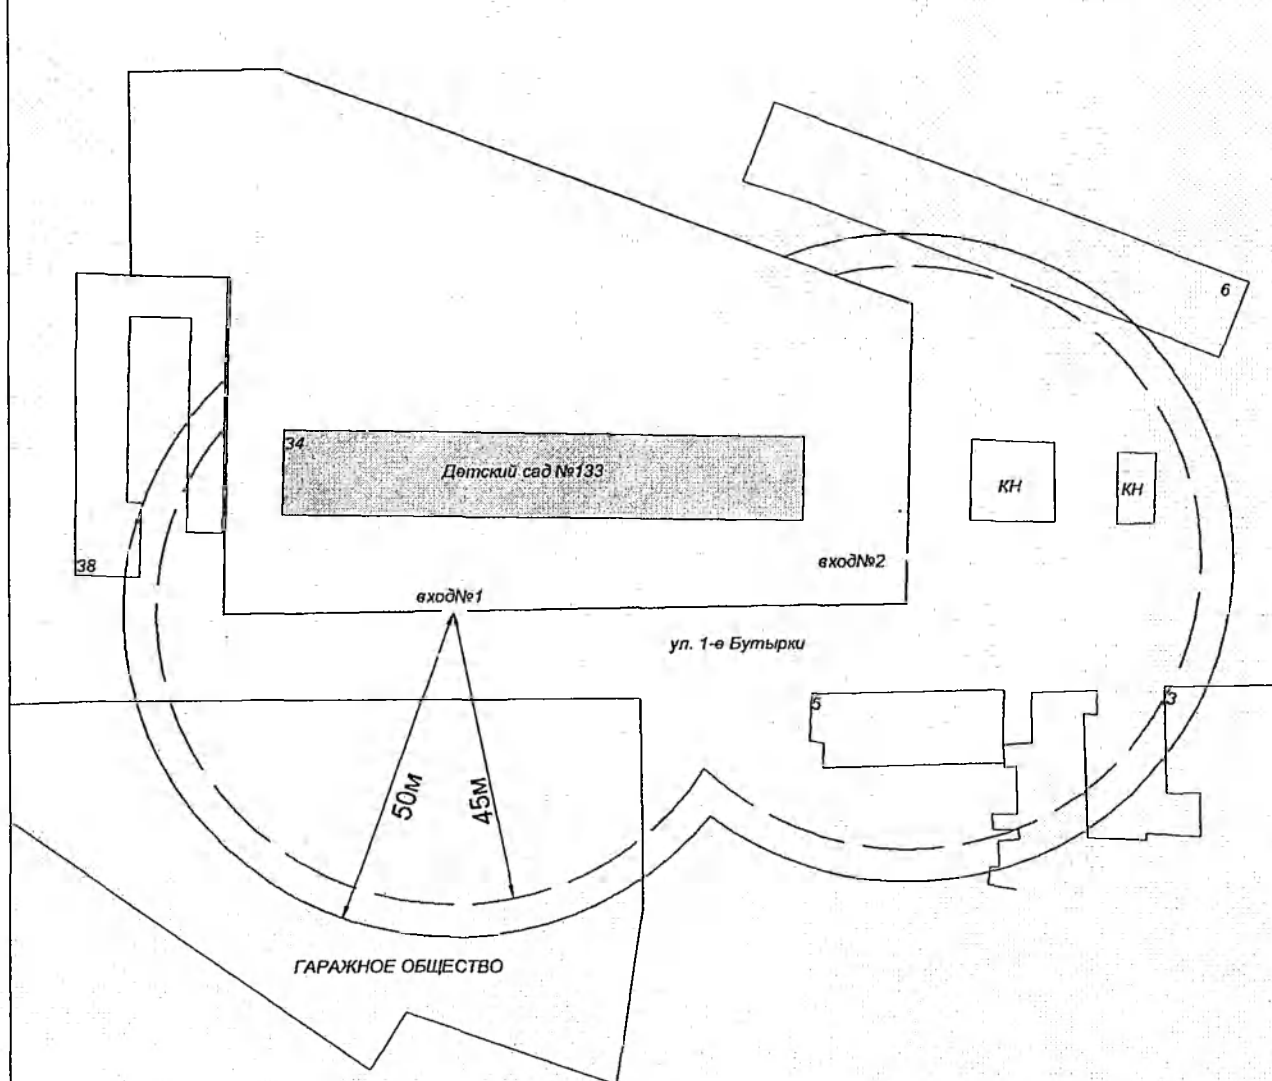 6
34
Детский сад №133
КН
КН
38
вход№2
вход№1
ул. 1-е Бутырки
5
3
50м
45м
ГАРАЖНОЕ ОБЩЕСТВО